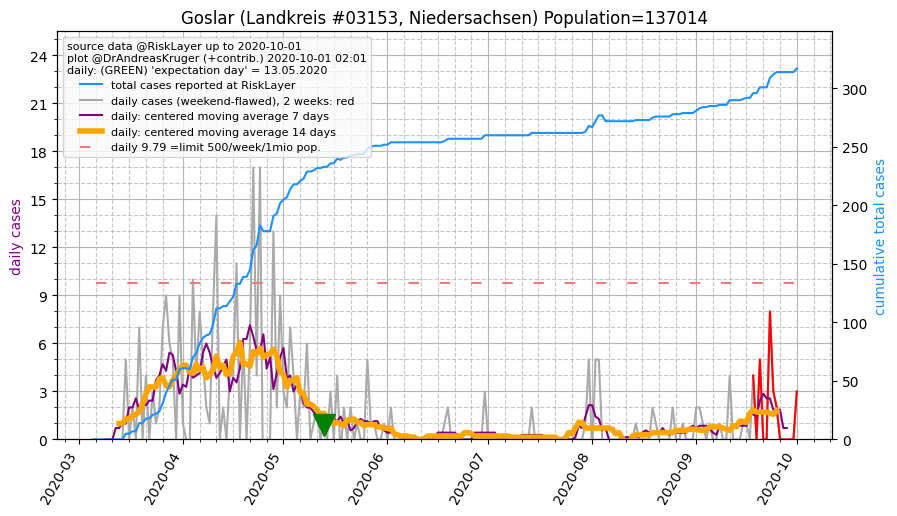 Goslar (Landkreis #03153, Niedersachsen) Population=137014
source data @RiskLayer up to 2020-10-01
plot @DrAndreasKruger (+contrib.) 2020-10-01 02:01
daily: (GREEN) 'expectation day' = 13.05.2020
total cases reported at RiskLayer
daily cases (weekend-flawed), 2 weeks: red
daily: centered moving average 7 days
daily: centered moving average 14 days
daily 9.79 =limit 500/week/1mio pop.
daily cases
24
21
18
15
12
9
6
3
0
cumulative total cases
300
250
200
150
100
50
0
2020-03
2020-04
2020-05
2020-06
2020-07
2020-08
2020-09
2020-10